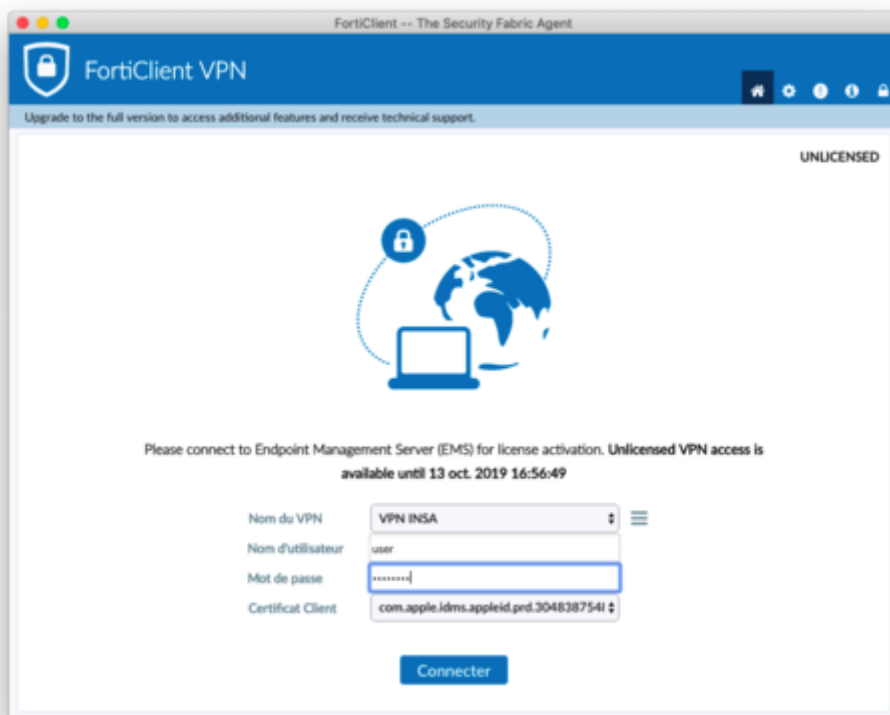 FortiClient -- The Security Fabric Agent
FortiClient VPN
Upgrade to the full version to access additional features and receive technical support.
UNLICENSED
Please connect to Endpoint Management Server (EMS) for license activation. Unlicensed VPN access is
available until 13 oct. 2019 16:56:49
Nom du VPN VPN INSA
Nom d'utilisateur user
Mot de passe ••••••••
Certificat Client com.apple.idms.appleid.prd.304838754
Connecter